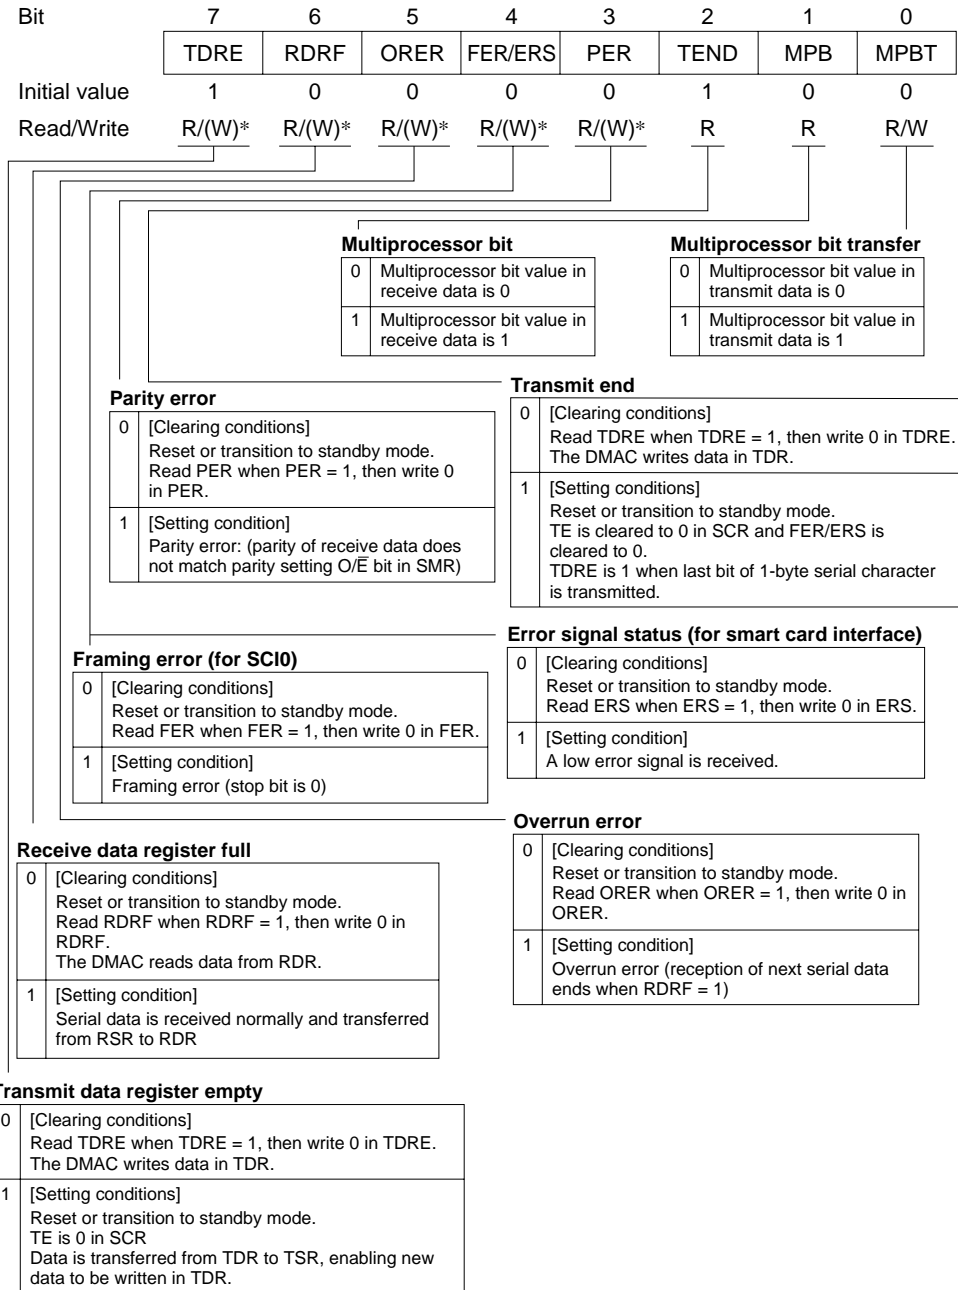 Bit 7 6 5 4 3 2 1 0
TDRE RDRF ORER FER/ERS PER TEND MPB MPBT
Initial value 1 0 0 0 0 1 0 0
Read/Write R/(W)* R/(W)* R/(W)* R/(W)* R/(W)* R R R/W
Multiprocessor bit
0 Multiprocessor bit value in
receive data is 0
1 Multiprocessor bit value in
receive data is 1
Multiprocessor bit transfer
0 Multiprocessor bit value in
transmit data is 0
1 Multiprocessor bit value in
transmit data is 1
Parity error
0 [Clearing conditions]
Reset or transition to standby mode.
Read PER when PER = 1, then write 0
in PER.
1 [Setting condition]
Parity error: (parity of receive data does
not match parity setting O/E̅ bit in SMR)
Transmit end
0 [Clearing conditions]
Read TDRE when TDRE = 1, then write 0 in TDRE.
The DMAC writes data in TDR.
1 [Setting conditions]
Reset or transition to standby mode.
TE is cleared to 0 in SCR and FER/ERS is
cleared to 0.
TDRE is 1 when last bit of 1-byte serial character
is transmitted.
Framing error (for SCI0)
0 [Clearing conditions]
Reset or transition to standby mode.
Read FER when FER = 1, then write 0 in FER.
1 [Setting condition]
Framing error (stop bit is 0)
Error signal status (for smart card interface)
0 [Clearing conditions]
Reset or transition to standby mode.
Read ERS when ERS = 1, then write 0 in ERS.
1 [Setting condition]
A low error signal is received.
Receive data register full
0 [Clearing conditions]
Reset or transition to standby mode.
Read RDRF when RDRF = 1, then write 0 in
RDRF.
The DMAC reads data from RDR.
1 [Setting condition]
Serial data is received normally and transferred
from RSR to RDR
Overrun error
0 [Clearing conditions]
Reset or transition to standby mode.
Read ORER when ORER = 1, then write 0 in
ORER.
1 [Setting condition]
Overrun error (reception of next serial data
ends when RDRF = 1)
Transmit data register empty
0 [Clearing conditions]
Read TDRE when TDRE = 1, then write 0 in TDRE.
The DMAC writes data in TDR.
1 [Setting conditions]
Reset or transition to standby mode.
TE is 0 in SCR
Data is transferred from TDR to TSR, enabling new
data to be written in TDR.